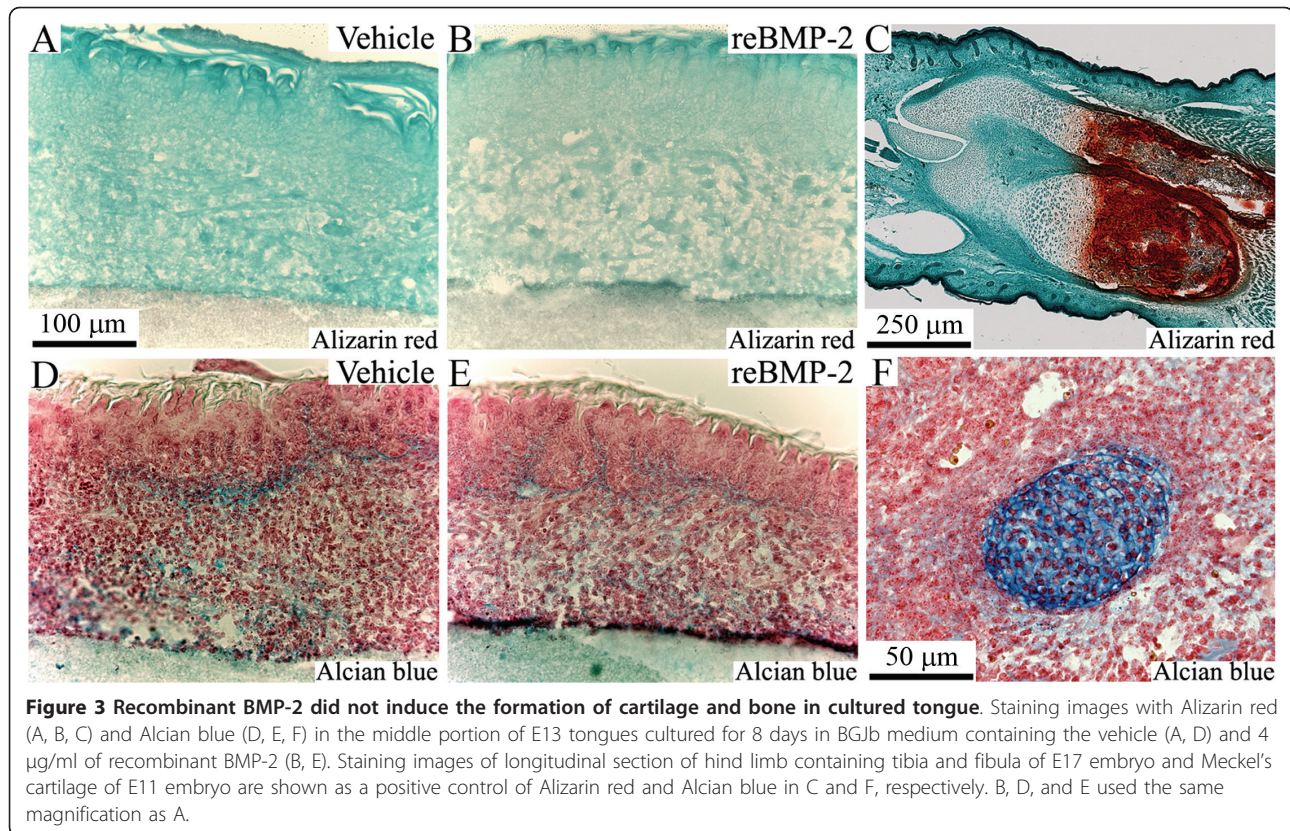 A Vehicle
B reBMP-2
C
100 μm
Alizarin red
Alizarin red
250 μm
Alizarin red
D Vehicle
E reBMP-2
F
Alcian blue
Alcian blue
50 μm
Alcian blue
Figure 3 Recombinant BMP-2 did not induce the formation of cartilage and bone in cultured tongue. Staining images with Alizarin red
(A, B, C) and Alcian blue (D, E, F) in the middle portion of E13 tongues cultured for 8 days in BGJb medium containing the vehicle (A, D) and 4
μg/ml of recombinant BMP-2 (B, E). Staining images of longitudinal section of hind limb containing tibia and fibula of E17 embryo and Meckel's
cartilage of E11 embryo are shown as a positive control of Alizarin red and Alcian blue in C and F, respectively. B, D, and E used the same
magnification as A.